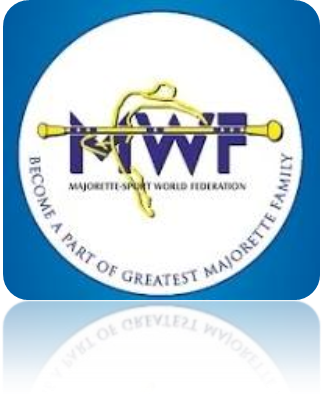 MWF
MAJORETTE-SPORT WORLD FEDERATION
BECOME A PART OF GREATEST MAJORETTE FAMILY